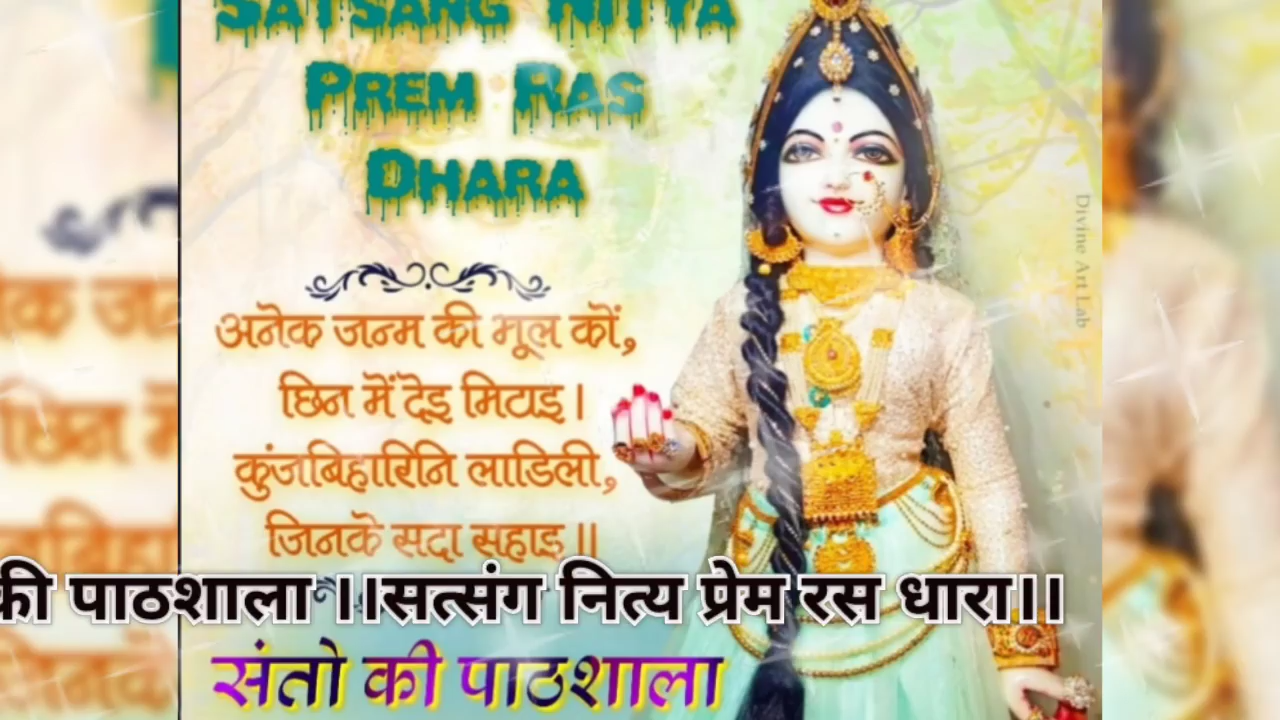 SATSANG NITYA
PREM RAS
DHARA
अनेक जन्म की मूल कों,
छिन में देइ मिटाइ।
कुंजबिहारिनि लाडिली,
जिनके सदा सहाइ॥
की पाठशाला ।।सत्संग नित्य प्रेम रस धारा।।
संतो की पाठशाला
Divine Art Lab